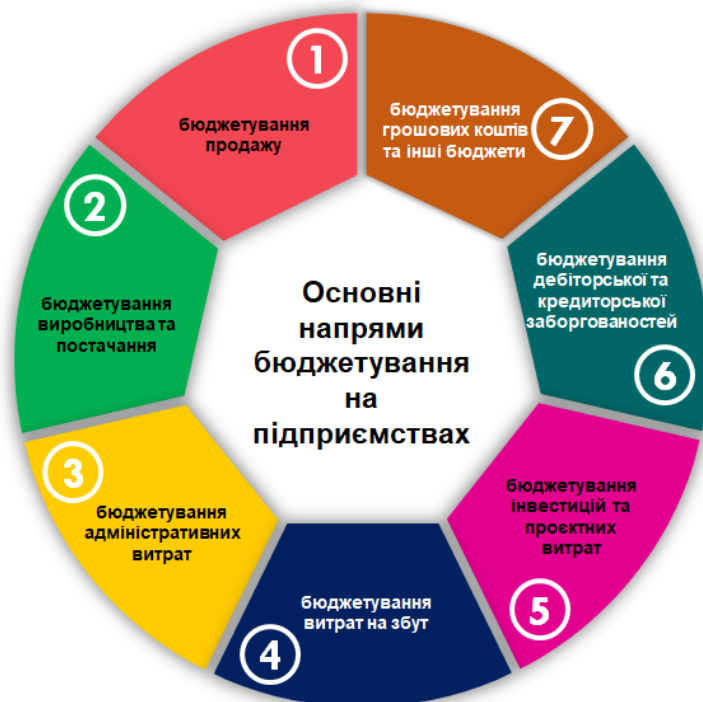 Основні
напрями
бюджетування
на
підприємствах
1
бюджетування
продажу
2
бюджетування
виробництва та
постачання
3
бюджетування
адміністративних
витрат
4
бюджетування
витрат на збут
5
бюджетування
інвестицій та
проєктних
витрат
6
бюджетування
дебіторської та
кредиторської
заборгованостей
7
бюджетування
грошових коштів
та інші бюджети